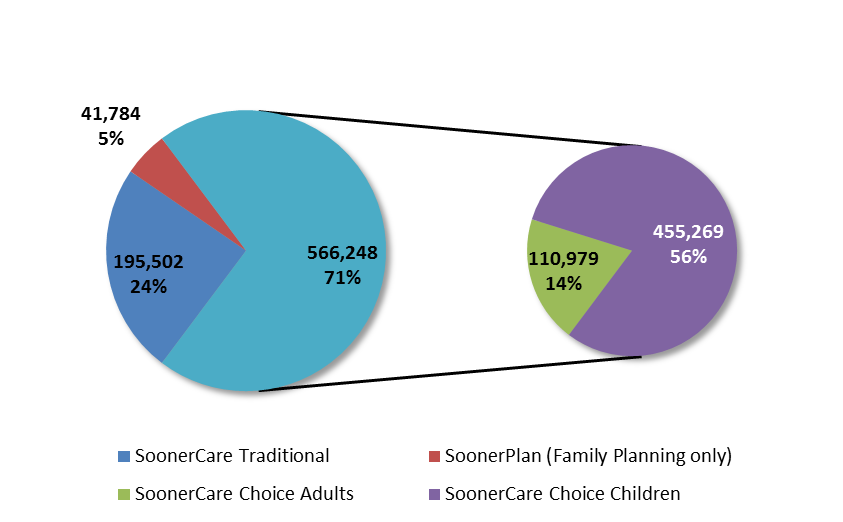 41,784
5%
195,502
24%
566,248
71%
110,979
14%
455,269
56%
SoonerCare Traditional
SoonerPlan (Family Planning only)
SoonerCare Choice Adults
SoonerCare Choice Children